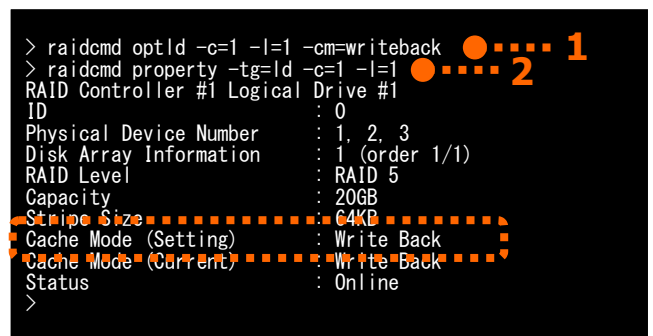 > raidcmd optld -c=1 -l=1 -cm=writeback 1
> raidcmd property -tg=ld -c=1 -l=1 2
RAID Controller #1 Logical Drive #1
ID : 0
Physical Device Number : 1, 2, 3
Disk Array Information : 1 (order 1/1)
RAID Level : RAID 5
Capacity : 20GB
Stripe Size : 64KB
Cache Mode (Setting) : Write Back
Cache Mode (Current) : Write Back
Status : Online
>